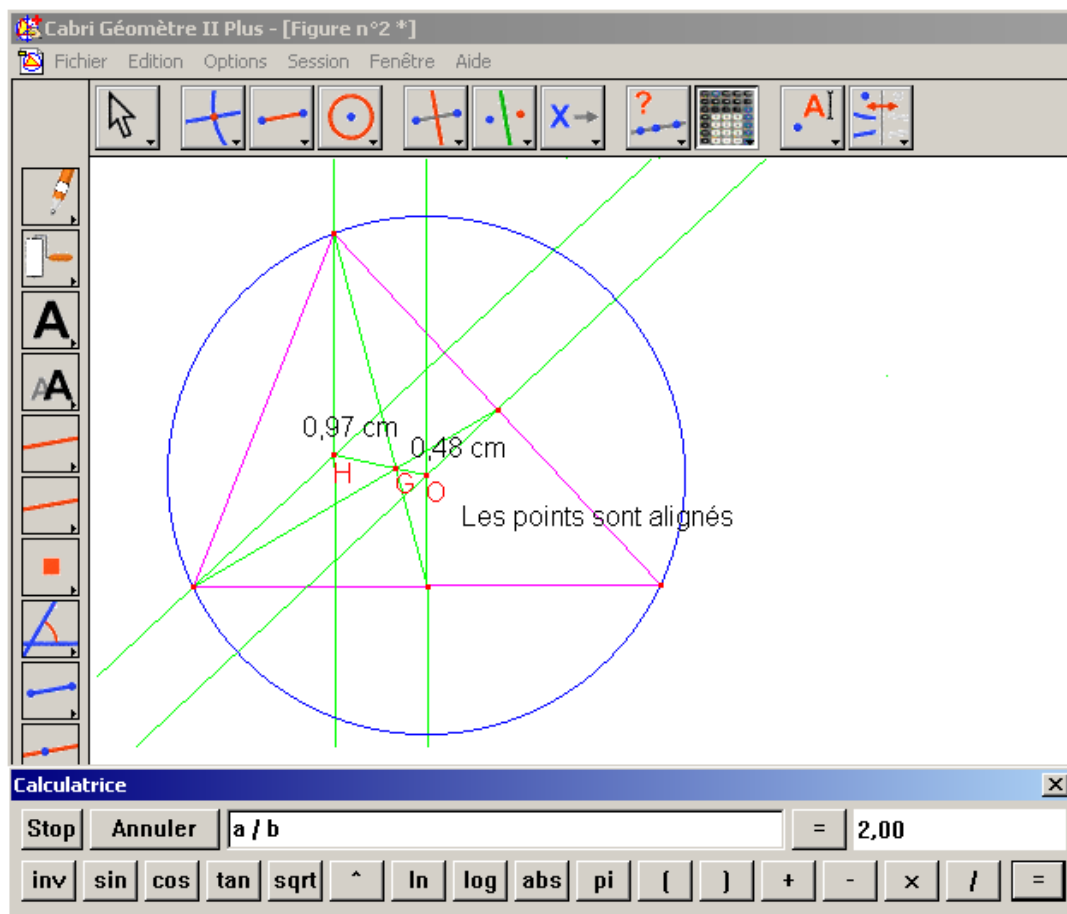 Cabri Géomètre II Plus - [Figure n°2 *]
Fichier Edition Options Session Fenêtre Aide
X ? A
A
AA
0,97 cm
0,48 cm
H
G
O
Les points sont alignés
Calculatrice
Stop Annuler a / b = 2,00
inv sin cos tan sqrt ^ ln log abs pi ( ) + - × / =